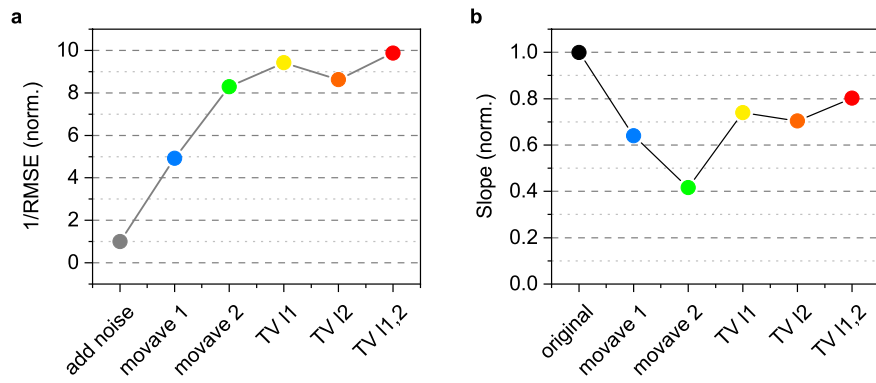 a
1/RMSE (norm.)
10
8
6
4
2
0
add noise
movave 1
movave 2
TV l1
TV l2
TV l1,2
b
Slope (norm.)
1.0
0.8
0.6
0.4
0.2
0.0
original
movave 1
movave 2
TV l1
TV l2
TV l1,2